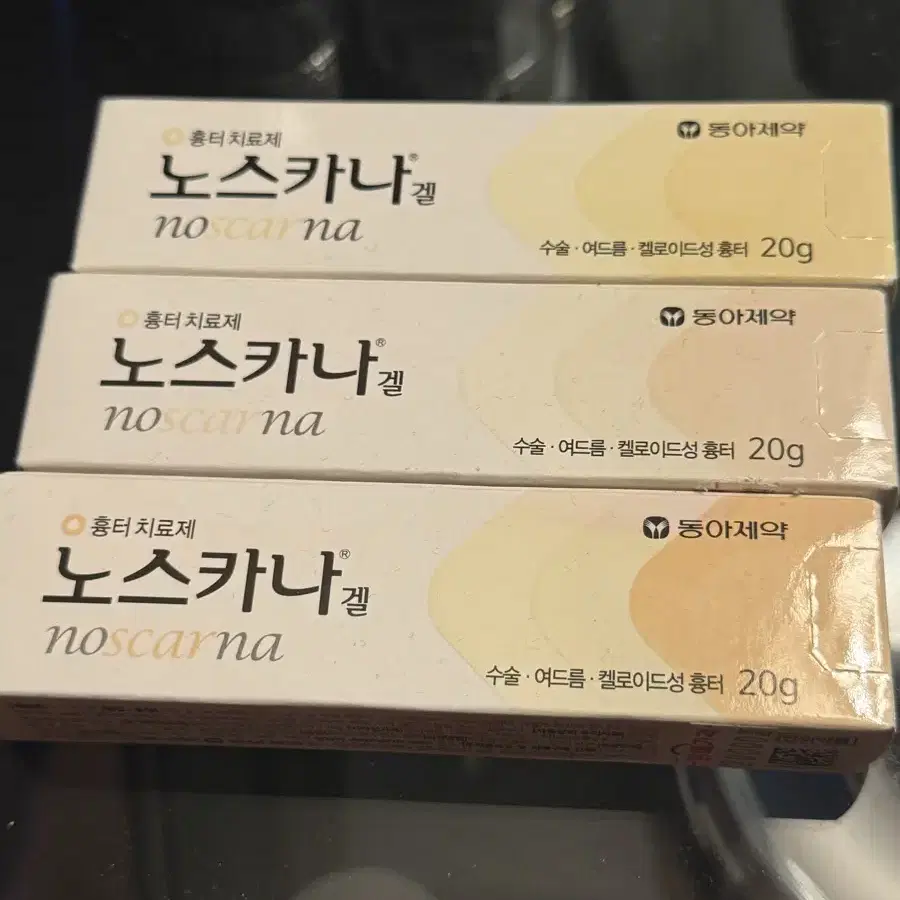 흉터 치료제
동아제약
노스카나® 겔
noscarna
수술 · 여드름 · 켈로이드성 흉터 20g
흉터 치료제
동아제약
노스카나® 겔
noscarna
수술 · 여드름 · 켈로이드성 흉터 20g
흉터 치료제
동아제약
노스카나® 겔
noscarna
수술 · 여드름 · 켈로이드성 흉터 20g